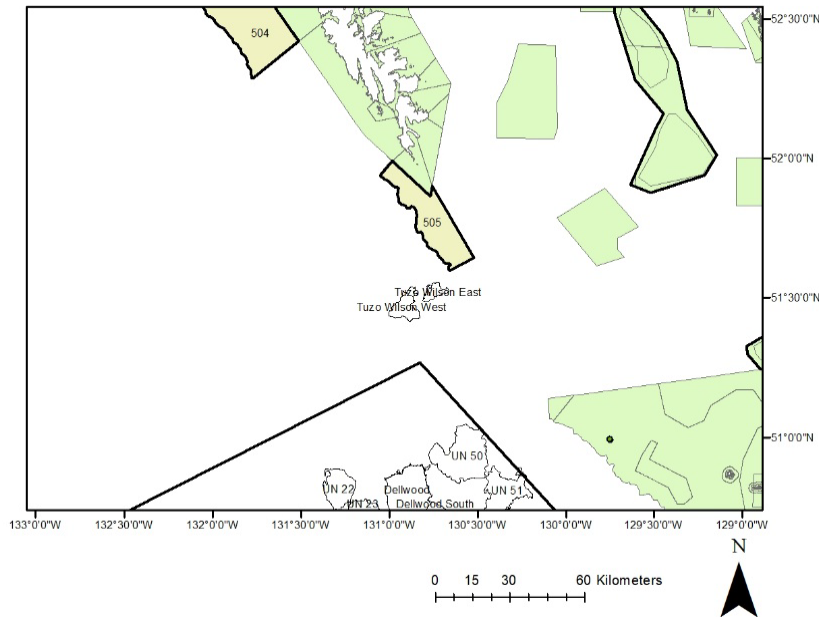 504
52°30'0"N
52°0'0"N
505
Tuzo Wilson East
51°30'0"N
Tuzo Wilson West
51°0'0"N
UN 50
UN 22
Dellwood
UN 51
UN 23
Dellwood South
133°0'0"W 132°30'0"W 132°0'0"W 131°30'0"W 131°0'0"W 130°30'0"W 130°0'0"W 129°30'0"W 129°0'0"W
N
0 15 30 60 Kilometers